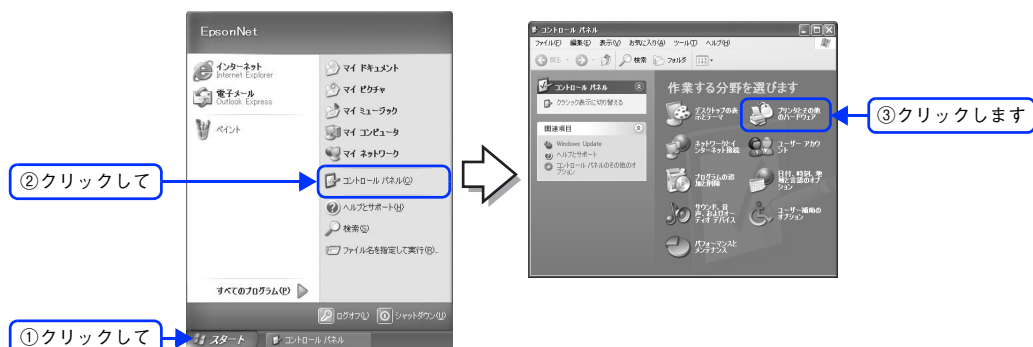 EpsonNet
インターネット
Internet Explorer
電子メール
Outlook Express
ペイント
すべてのプログラム(P)
マイ ドキュメント
マイ ピクチャ
マイ ミュージック
マイ コンピュータ
マイ ネットワーク
コントロール パネル(C)
ヘルプとサポート(H)
検索(S)
ファイル名を指定して実行(R)...
ログオフ(L)
シャットダウン(U)
スタート
コントロール パネル
②クリックして
①クリックして
コントロール パネル
ファイル(F) 編集(E) 表示(V) お気に入り(A) ツール(T) ヘルプ(H)
戻る
検索
フォルダ
コントロール パネル
クラシック表示に切り替える
関連項目
Windows Update
ヘルプとサポート
コントロール パネルのその他のオ
プション
作業する分野を選びます
デスクトップの表
示とテーマ
プリンタとその他
のハードウェア
ネットワークとイ
ンターネット接続
ユーザー アカウ
ント
プログラムの追
加と削除
日付、時刻、地
域と言語のオプ
ション
サウンド、音
声、およびオー
ディオ デバイス
ユーザー補助の
オプション
パフォーマンスと
メンテナンス
③クリックします